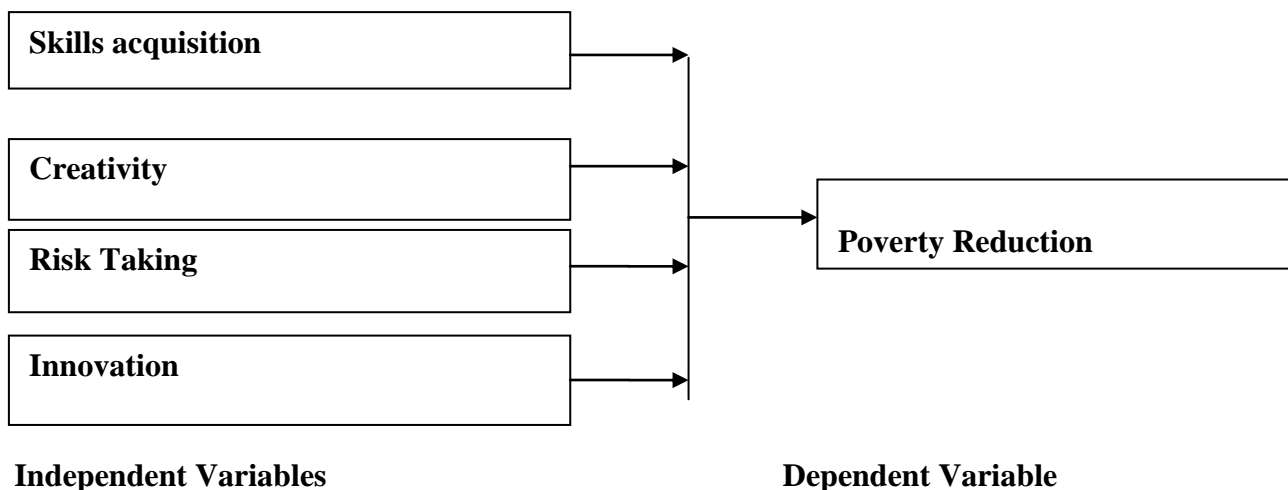 Skills acquisition
Creativity
Risk Taking
Innovation
Poverty Reduction
Independent Variables
Dependent Variable